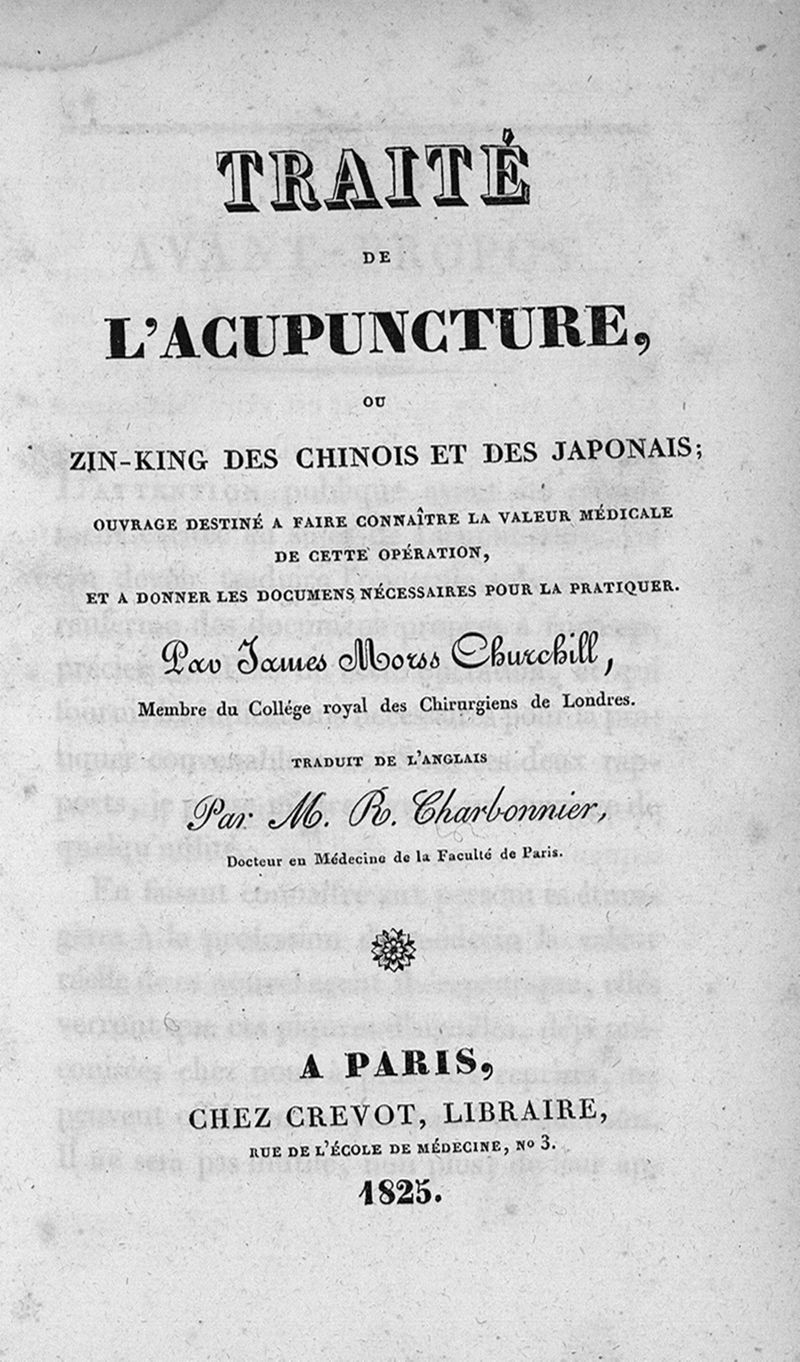 TRAITÉ
DE
L'ACUPUNCTURE,
OU
ZIN-KING DES CHINOIS ET DES JAPONAIS;
OUVRAGE DESTINÉ A FAIRE CONNAÎTRE LA VALEUR MÉDICALE
DE CETTE OPÉRATION,
ET A DONNER LES DOCUMENS NÉCESSAIRES POUR LA PRATIQUER.
Par James Morss Churchill,
Membre du Collége royal des Chirurgiens de Londres.
TRADUIT DE L'ANGLAIS
Par M. R. Charbonnier,
Docteur en Médecine de la Faculté de Paris.
A PARIS,
CHEZ CREVOT, LIBRAIRE,
RUE DE L'ÉCOLE DE MÉDECINE, No 3.
1825.